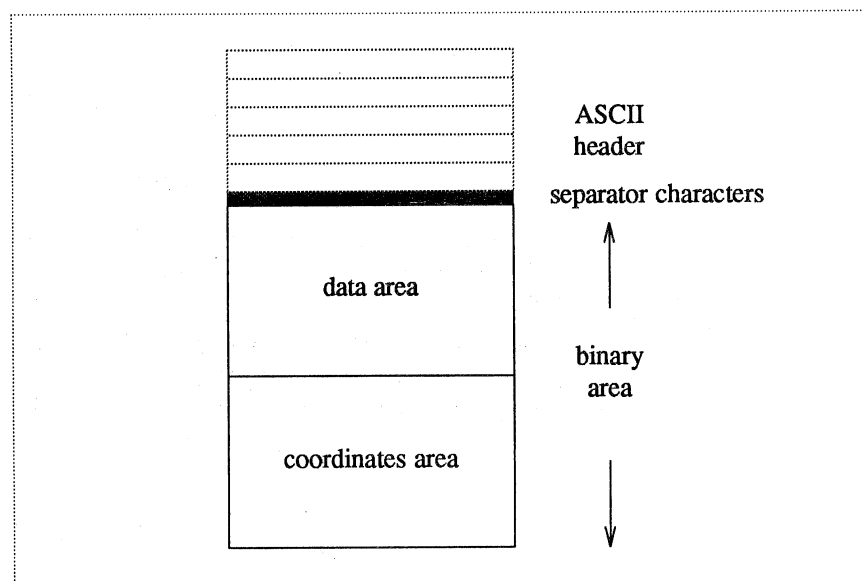 ASCII
header
separator characters
data area
binary
area
coordinates area